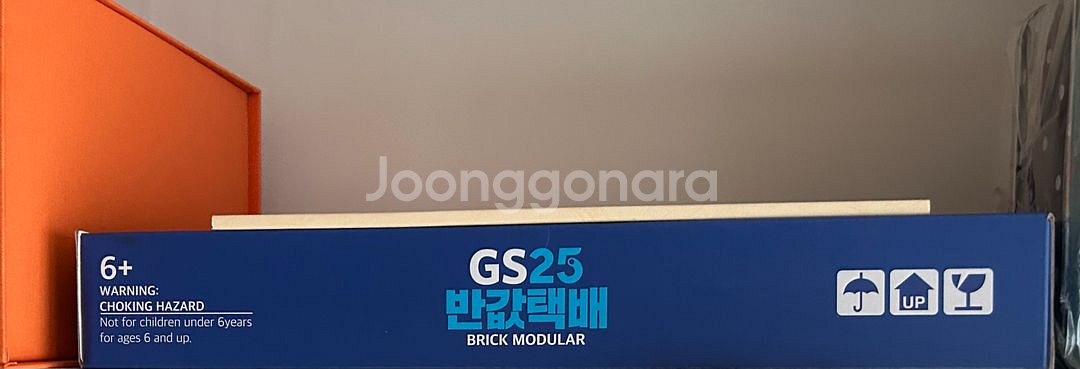 Joonggonara
6+
WARNING:
CHOKING HAZARD
Not for children under 6years
for ages 6 and up.
GS25
반값택배
BRICK MODULAR
UP